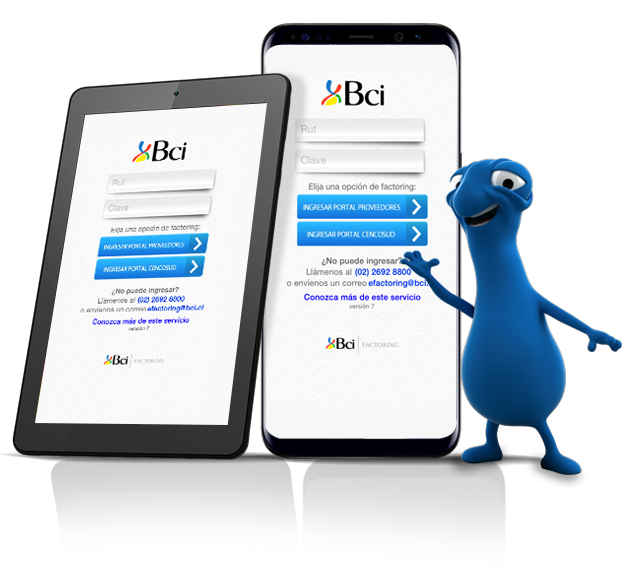 Bci
Rut
Clave
Elija una opción de factoring:
INGRESAR PORTAL PROVEEDORES
INGRESAR PORTAL CENCOSUD
¿No puede ingresar?
Llámenos al (02) 2692 8800
o envíenos un correo efactoring@bci.cl
Conozca más de este servicio
versión 7
Bci FACTORING
Bci
Rut
Clave
Elija una opción de factoring:
INGRESAR PORTAL PROVEEDORES
INGRESAR PORTAL CENCOSUD
¿No puede ingresar?
Llámenos al (02) 2692 8800
o envíenos un correo efactoring@bci.
Conozca más de este servicio
versión 7
Bci FACTORING